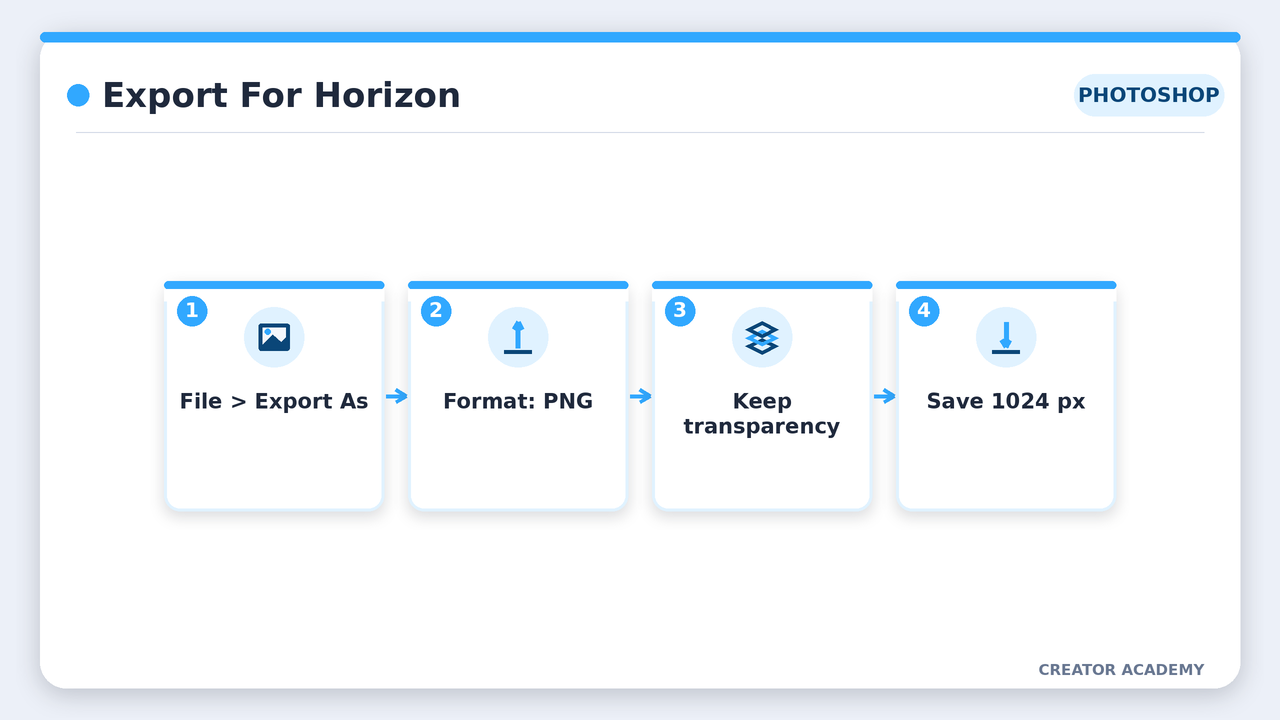 Export For Horizon
PHOTOSHOP
1
File > Export As
2
Format: PNG
3
Keep
transparency
4
Save 1024 px
CREATOR ACADEMY